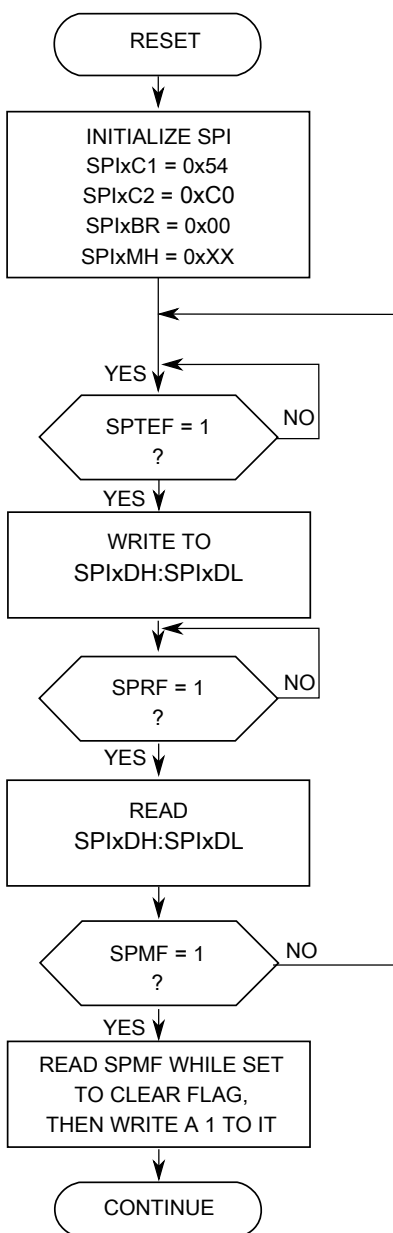 RESET
INITIALIZE SPI
SPIxC1 = 0x54
SPIxC2 = 0xC0
SPIxBR = 0x00
SPIxMH = 0xXX
YES
SPTEF = 1
?
NO
YES
WRITE TO
SPIxDH:SPIxDL
SPRF = 1
?
NO
YES
READ
SPIxDH:SPIxDL
SPMF = 1
?
NO
YES
READ SPMF WHILE SET
TO CLEAR FLAG,
THEN WRITE A 1 TO IT
CONTINUE